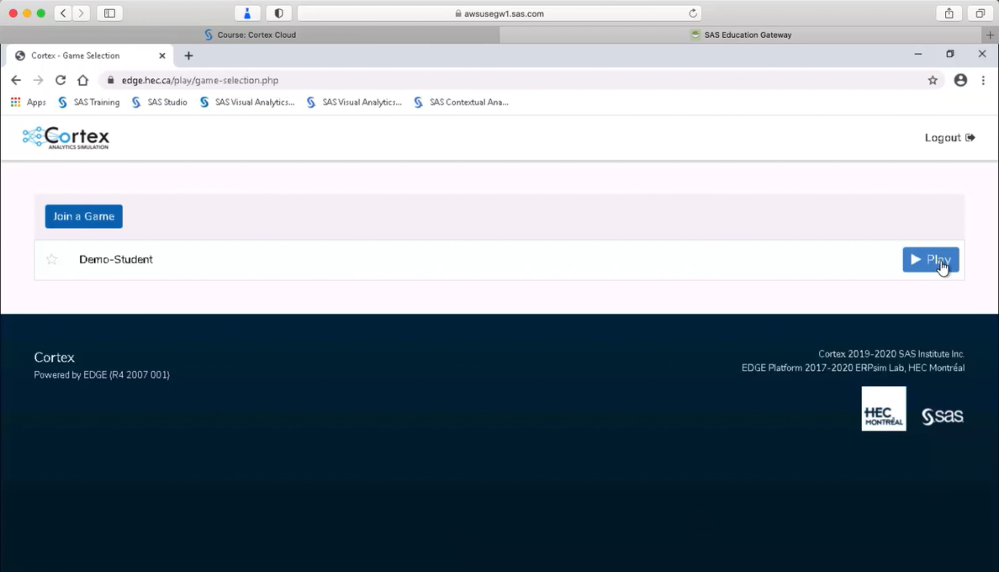 awsusegw1.sas.com
Course: Cortex Cloud
SAS Education Gateway
Cortex - Game Selection
edge.hec.ca/play/game-selection.php
Apps SAS Training SAS Studio SAS Visual Analytics... SAS Visual Analytics... SAS Contextual Ana...
Cortex
ANALYTICS SIMULATION
Logout
Join a Game
Demo-Student
Play
Cortex
Powered by EDGE (R4 2007 001)
Cortex 2019-2020 SAS Institute Inc.
EDGE Platform 2017-2020 ERPsim Lab, HEC Montréal
HEC
MONTRÉAL
sas